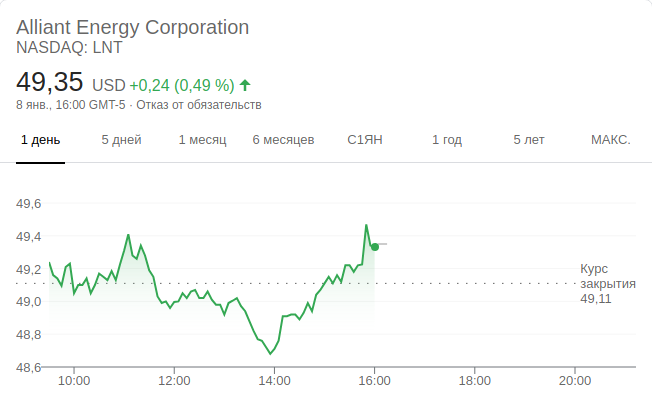 Alliant Energy Corporation
NASDAQ: LNT
49,35 USD +0,24 (0,49 %) ↑
8 янв., 16:00 GMT-5 · Отказ от обязательств
1 день 5 дней 1 месяц 6 месяцев С1ЯН 1 год 5 лет МАКС.
49,6
49,4
49,2
49,0
48,8
48,6
Курс
закрытия
49,11
10:00 12:00 14:00 16:00 18:00 20:00